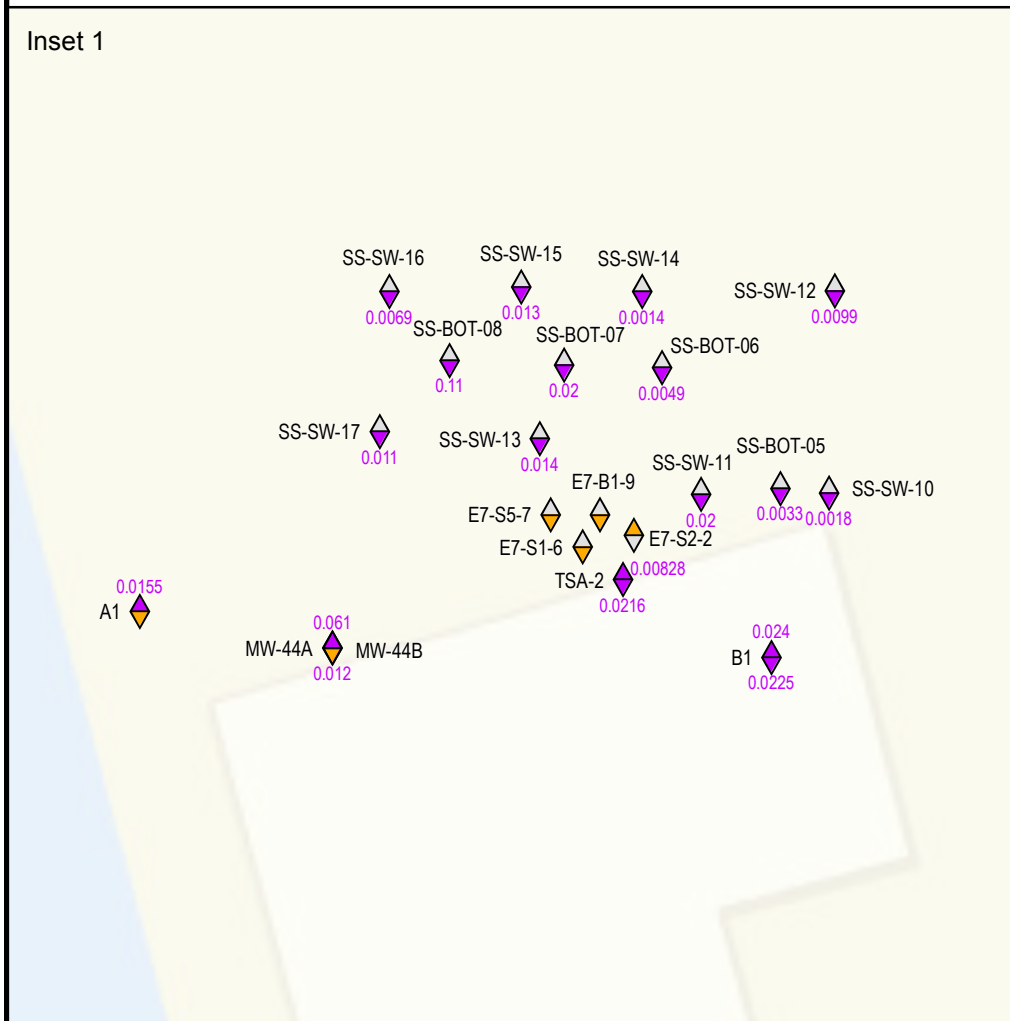 Inset 1
SS-SW-16
0.0069
SS-SW-15
0.013
SS-SW-14
0.0014
SS-SW-12
0.0099
SS-BOT-08
0.11
SS-BOT-07
0.02
SS-BOT-06
0.0049
SS-SW-17
0.011
SS-SW-13
0.014
SS-SW-11
0.02
SS-BOT-05
0.0033
SS-SW-10
0.0018
E7-B1-9
E7-S5-7
E7-S1-6
E7-S2-2
0.00828
TSA-2
0.0216
0.0155
A1
0.061
MW-44A
MW-44B
0.012
0.024
B1
0.0225